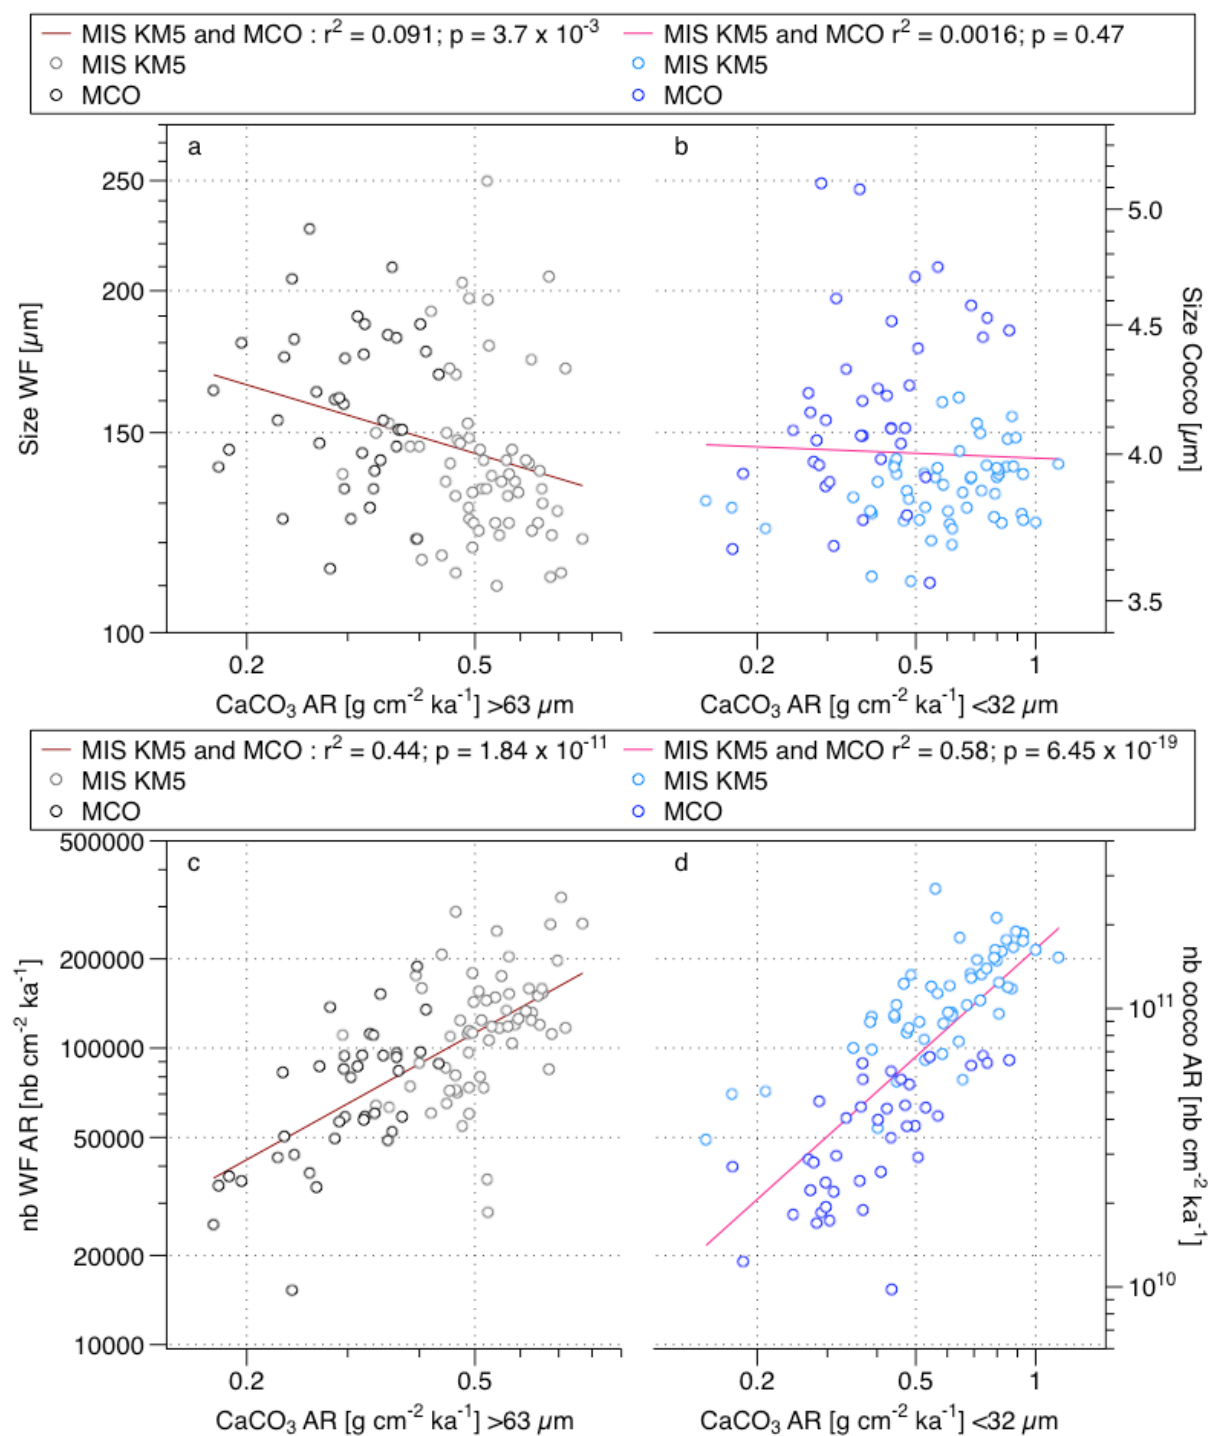 MIS KM5 and MCO : r² = 0.091; p = 3.7 x 10⁻³
MIS KM5
MCO
MIS KM5 and MCO r² = 0.0016; p = 0.47
MIS KM5
MCO
a
b
250
200
150
100
Size WF [µm]
5.0
4.5
4.0
3.5
Size Cocco [µm]
0.2
0.5
0.2
0.5
1
CaCO₃ AR [g cm⁻² ka⁻¹] >63 µm
CaCO₃ AR [g cm⁻² ka⁻¹] <32 µm
MIS KM5 and MCO : r² = 0.44; p = 1.84 x 10⁻¹¹
MIS KM5
MCO
MIS KM5 and MCO r² = 0.58; p = 6.45 x 10⁻¹⁹
MIS KM5
MCO
c
d
500000
200000
100000
50000
20000
10000
nb WF AR [nb cm⁻² ka⁻¹]
10¹¹
10¹⁰
nb cocco AR [nb cm⁻² ka⁻¹]
0.2
0.5
0.2
0.5
1
CaCO₃ AR [g cm⁻² ka⁻¹] >63 µm
CaCO₃ AR [g cm⁻² ka⁻¹] <32 µm